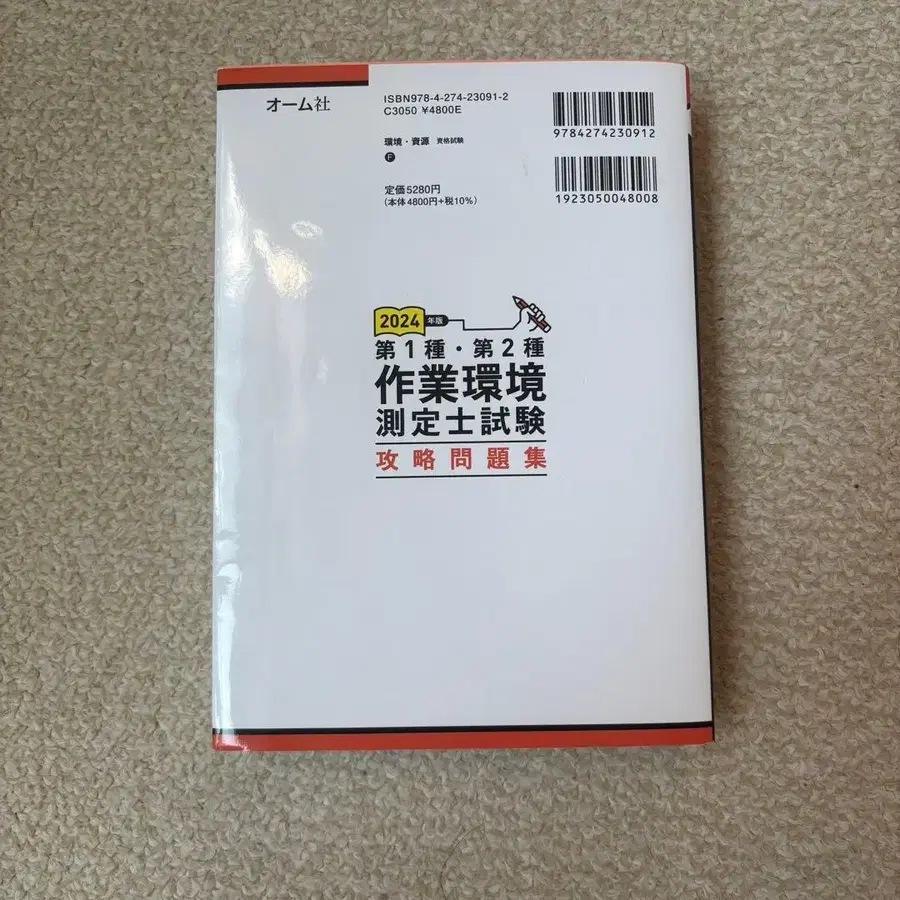 オーム社
ISBN978-4-274-23091-2
C3050 ¥4800E
環境・資源 資格試験
F
定価5280円
（本体4800円+税10%）
9784274230912
1923050048008
2024年版
第1種・第2種
作業環境
測定士試験
攻略問題集